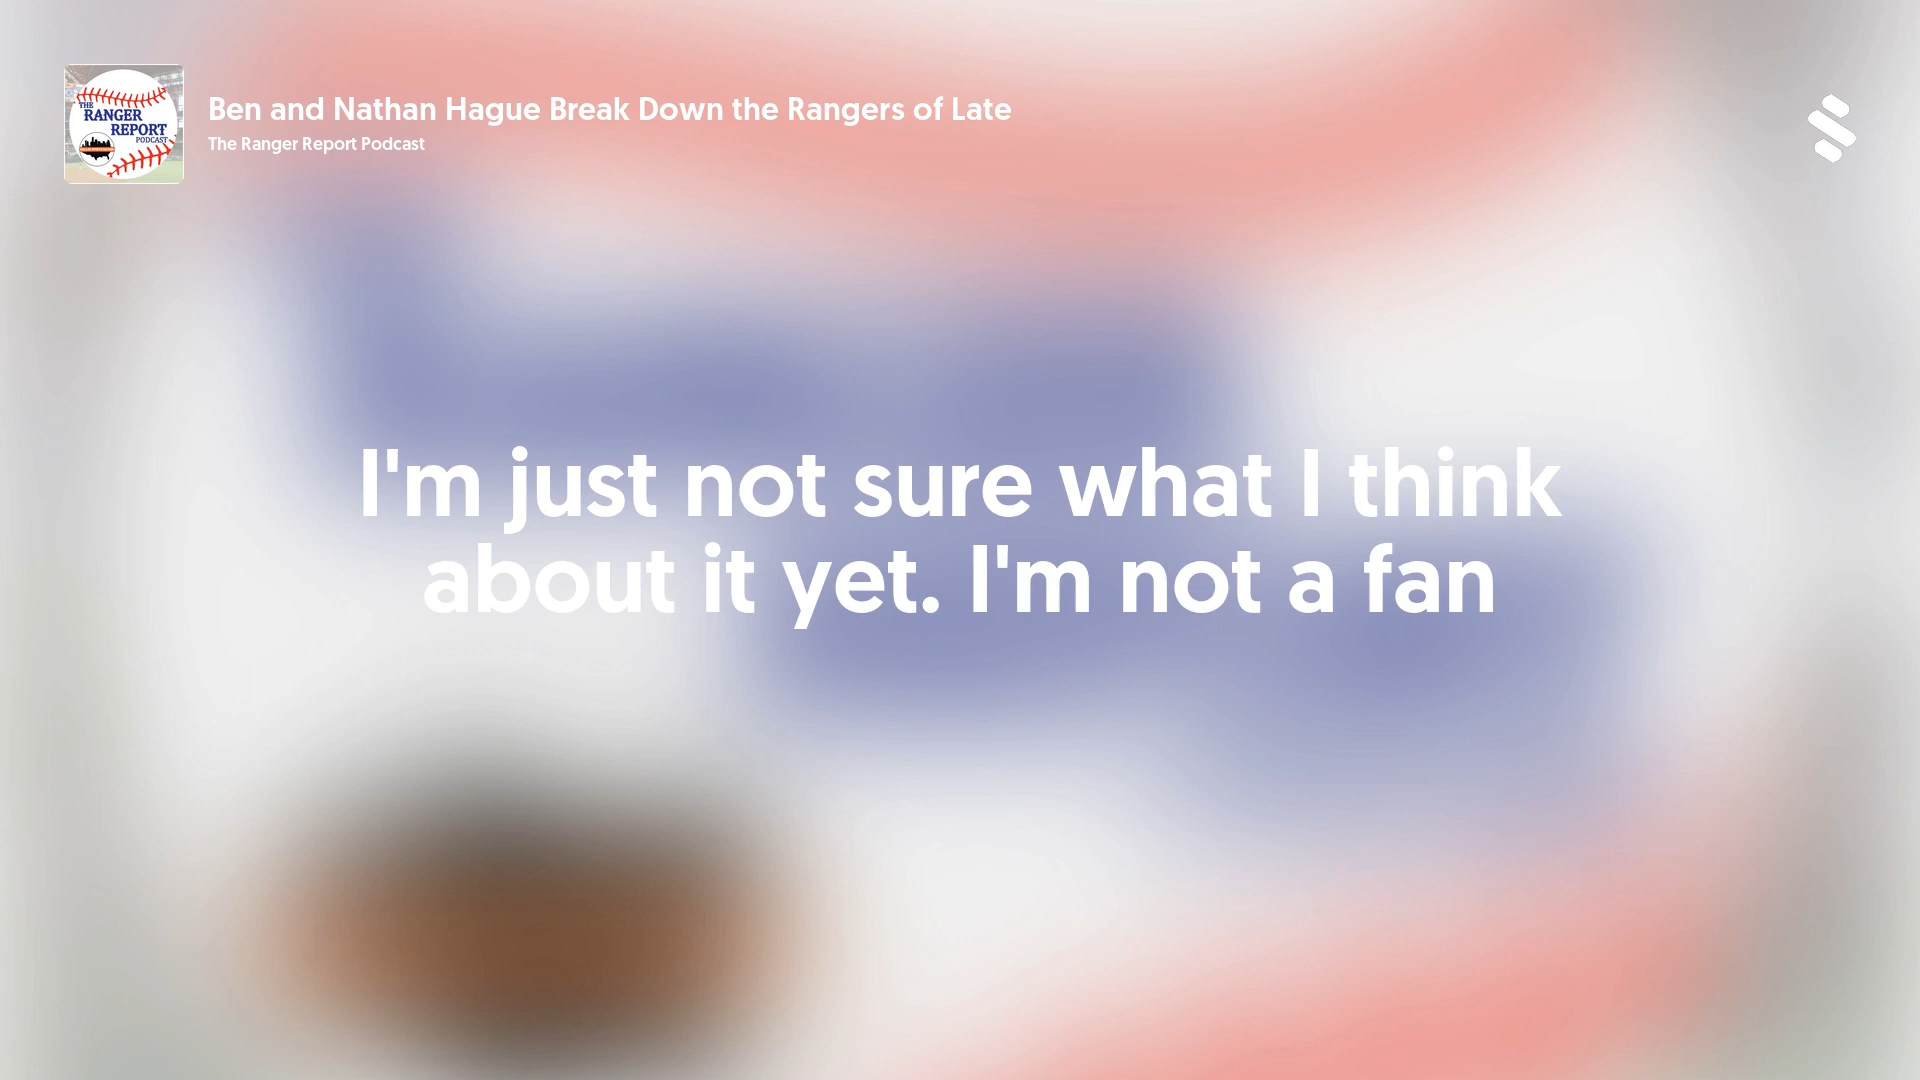 THE
RANGER
REPORT
PODCAST
Ben and Nathan Hague Break Down the Rangers of Late
The Ranger Report Podcast
I'm just not sure what I think
about it yet. I'm not a fan